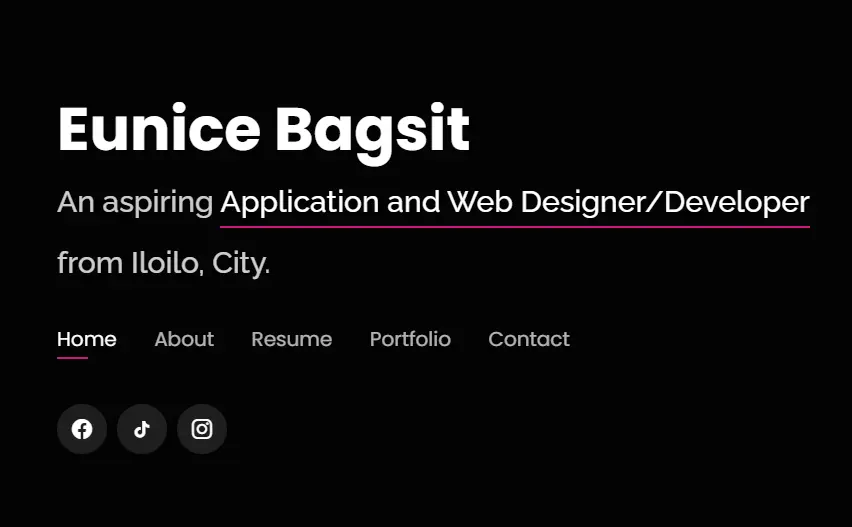 Eunice Bagsit
An aspiring Application and Web Designer/Developer
from Iloilo, City.
Home About Resume Portfolio Contact